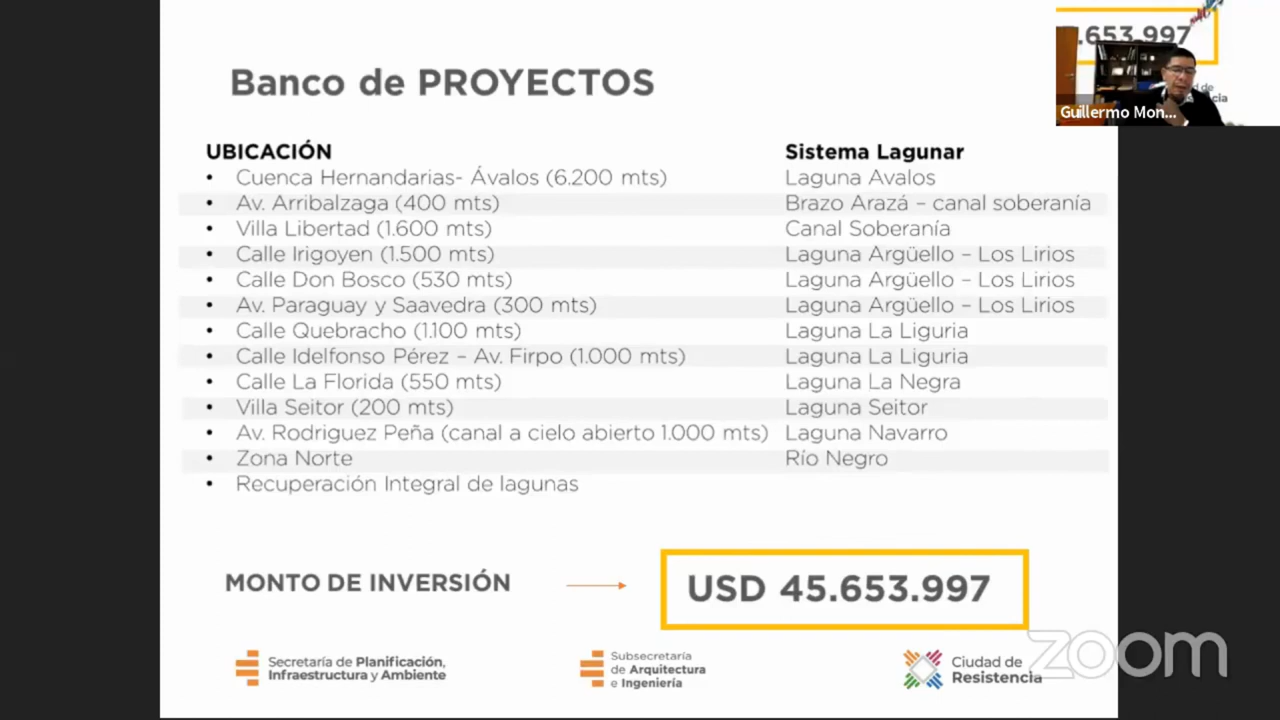 .653.997
Guillermo Mon...
Banco de PROYECTOS
UBICACIÓN Sistema Lagunar
• Cuenca Hernandarias- Ávalos (6.200 mts) Laguna Avalos
• Av. Arribalzaga (400 mts) Brazo Arazá – canal soberanía
• Villa Libertad (1.600 mts) Canal Soberanía
• Calle Irigoyen (1.500 mts) Laguna Argüello – Los Lirios
• Calle Don Bosco (530 mts) Laguna Argüello – Los Lirios
• Av. Paraguay y Saavedra (300 mts) Laguna Argüello – Los Lirios
• Calle Quebracho (1.100 mts) Laguna La Liguria
• Calle Idelfonso Pérez – Av. Firpo (1.000 mts) Laguna La Liguria
• Calle La Florida (550 mts) Laguna La Negra
• Villa Seitor (200 mts) Laguna Seitor
• Av. Rodriguez Peña (canal a cielo abierto 1.000 mts) Laguna Navarro
• Zona Norte Río Negro
• Recuperación Integral de lagunas
MONTO DE INVERSIÓN USD 45.653.997
Secretaría de Planificación,
Infraestructura y Ambiente
Subsecretaría
de Arquitectura
e Ingeniería
Ciudad de
Resistencia
zoom